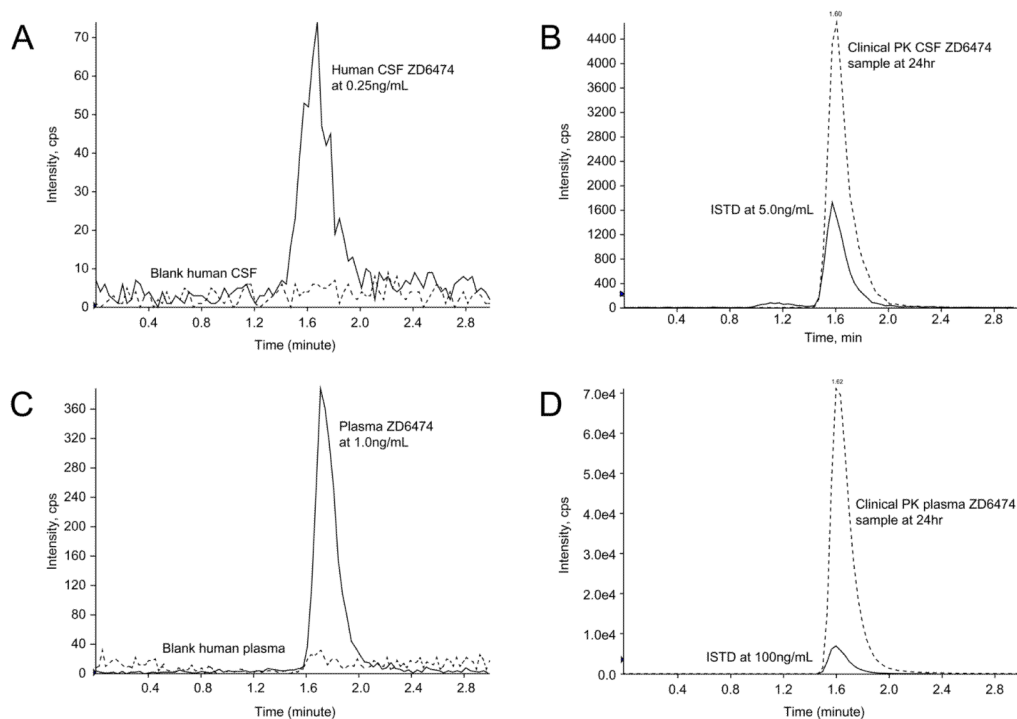 A
Intensity, cps
70
60
50
40
30
20
10
0
Human CSF ZD6474
at 0.25ng/mL
Blank human CSF
0.4 0.8 1.2 1.6 2.0 2.4 2.8
Time (minute)
B
Intensity, cps
4400
4000
3600
3200
2800
2400
2000
1600
1200
800
400
0
1.60
Clinical PK CSF ZD6474
sample at 24hr
ISTD at 5.0ng/mL
0.4 0.8 1.2 1.6 2.0 2.4 2.8
Time, min
C
Intensity, cps
360
320
280
240
200
160
120
80
40
0
Plasma ZD6474
at 1.0ng/mL
Blank human plasma
0.4 0.8 1.2 1.6 2.0 2.4 2.8
Time (minute)
D
Intensity, cps
7.0e4
6.0e4
5.0e4
4.0e4
3.0e4
2.0e4
1.0e4
0.0
1.62
Clinical PK plasma ZD6474
sample at 24hr
ISTD at 100ng/mL
0.4 0.8 1.2 1.6 2.0 2.4 2.8
Time (minute)